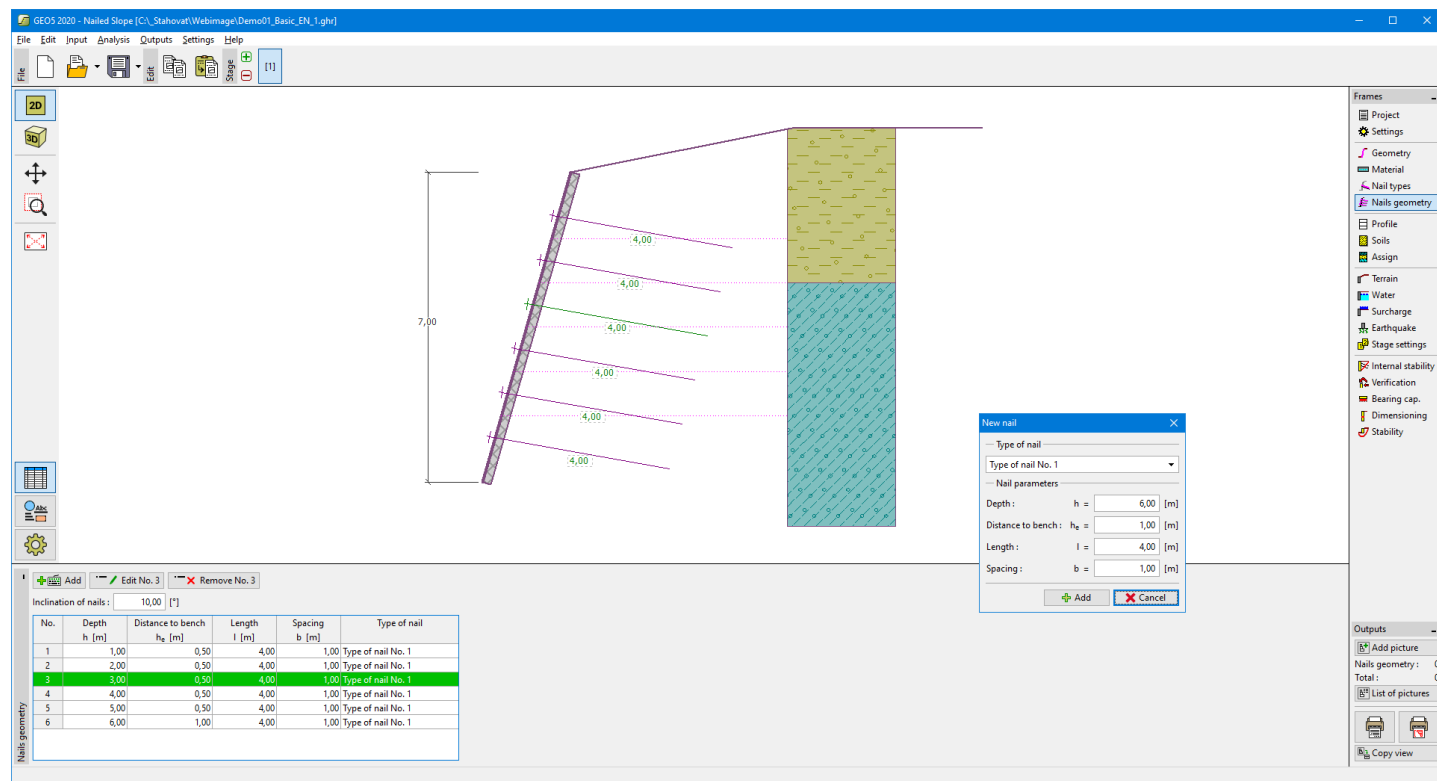 GEO5 2020 - Nailed Slope [C:\_Stahovat\Webimage\Demo01_Basic_EN_1.ghr]
File Edit Input Analysis Outputs Settings Help
File
Edit
Stage
[1]
2D
3D
Abc
7,00
4,00
4,00
4,00
4,00
4,00
4,00
New nail
Type of nail
Type of nail No. 1
Nail parameters
Depth : h = 6,00 [m]
Distance to bench : he = 1,00 [m]
Length : l = 4,00 [m]
Spacing : b = 1,00 [m]
Add Cancel
Frames
Project
Settings
Geometry
Material
Nail types
Nails geometry
Profile
Soils
Assign
Terrain
Water
Surcharge
Earthquake
Stage settings
Internal stability
Verification
Bearing cap.
Dimensioning
Stability
Nails geometry
Add Edit No. 3 Remove No. 3
Inclination of nails : 10,00 [°]
No. Depth Distance to bench Length Spacing Type of nail
h [m] he [m] l [m] b [m]
1 1,00 0,50 4,00 1,00 Type of nail No. 1
2 2,00 0,50 4,00 1,00 Type of nail No. 1
3 3,00 0,50 4,00 1,00 Type of nail No. 1
4 4,00 0,50 4,00 1,00 Type of nail No. 1
5 5,00 0,50 4,00 1,00 Type of nail No. 1
6 6,00 1,00 4,00 1,00 Type of nail No. 1
Outputs
Add picture
Nails geometry :
Total :
List of pictures
Copy view